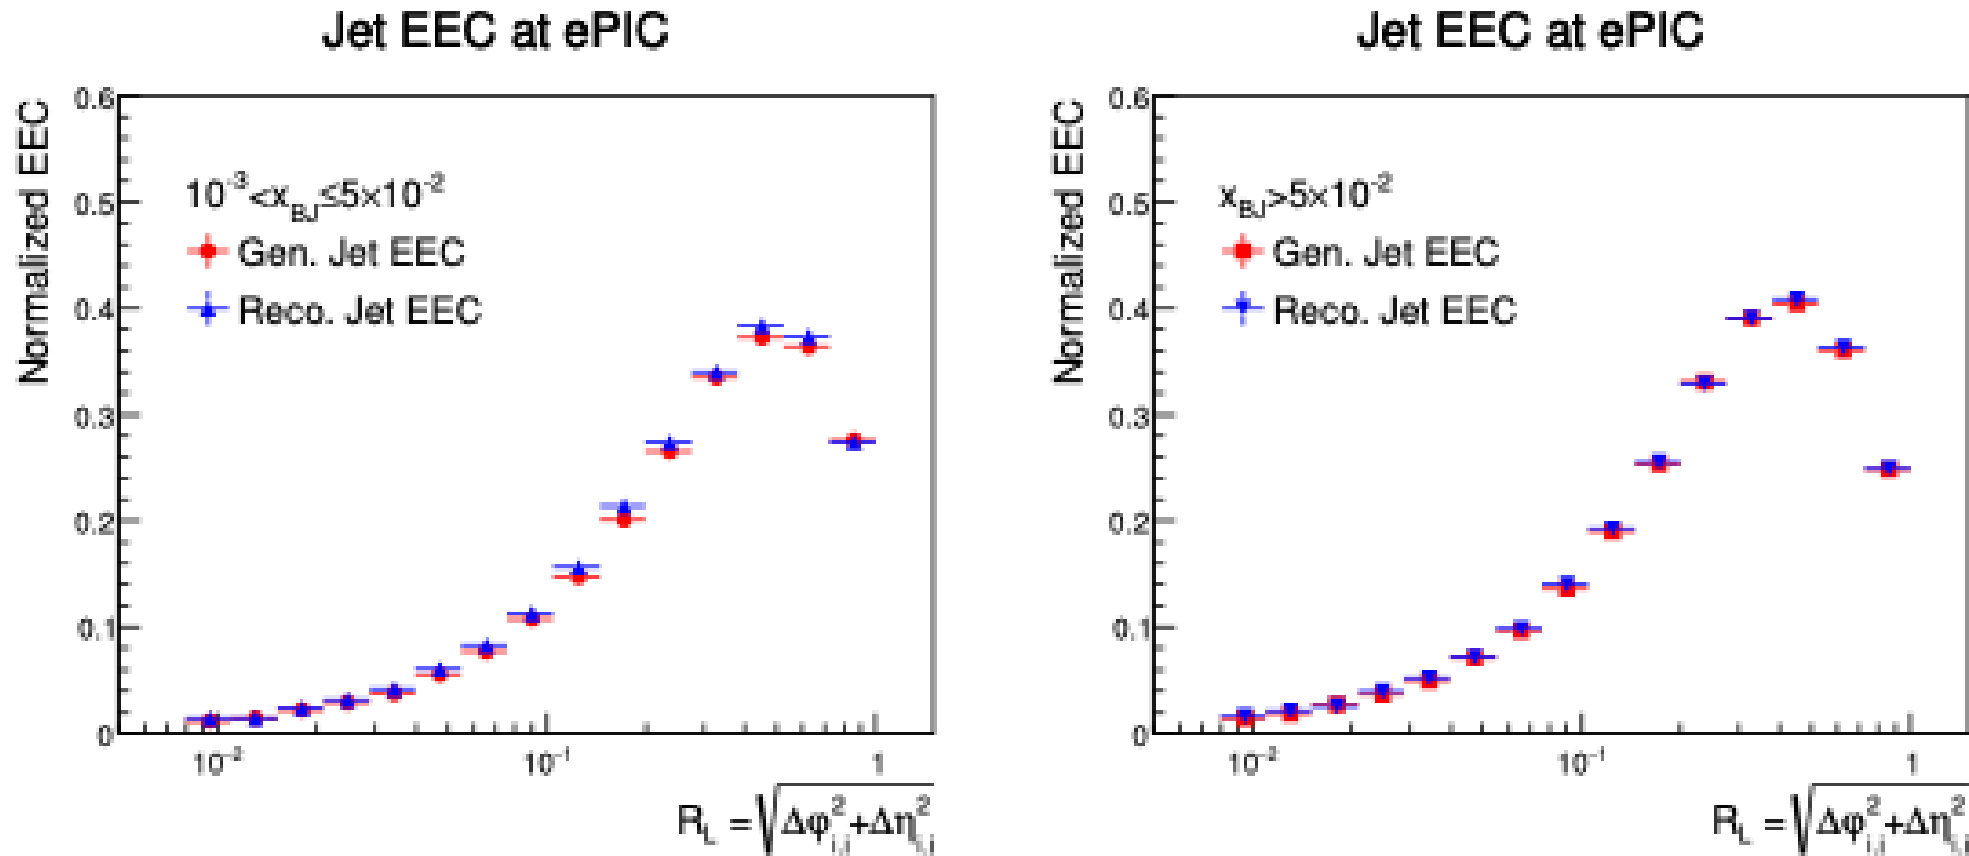 Jet EEC at ePIC
Normalized EEC
0.6
0.5
0.4
0.3
0.2
0.1
0
10⁻³<x_BJ≤5×10⁻²
Gen. Jet EEC
Reco. Jet EEC
10⁻²
10⁻¹
1
R_L = √Δφ²_i,j+Δη²_i,j
Jet EEC at ePIC
Normalized EEC
0.6
0.5
0.4
0.3
0.2
0.1
0
x_BJ>5×10⁻²
Gen. Jet EEC
Reco. Jet EEC
10⁻²
10⁻¹
1
R_L = √Δφ²_i,j+Δη²_i,j